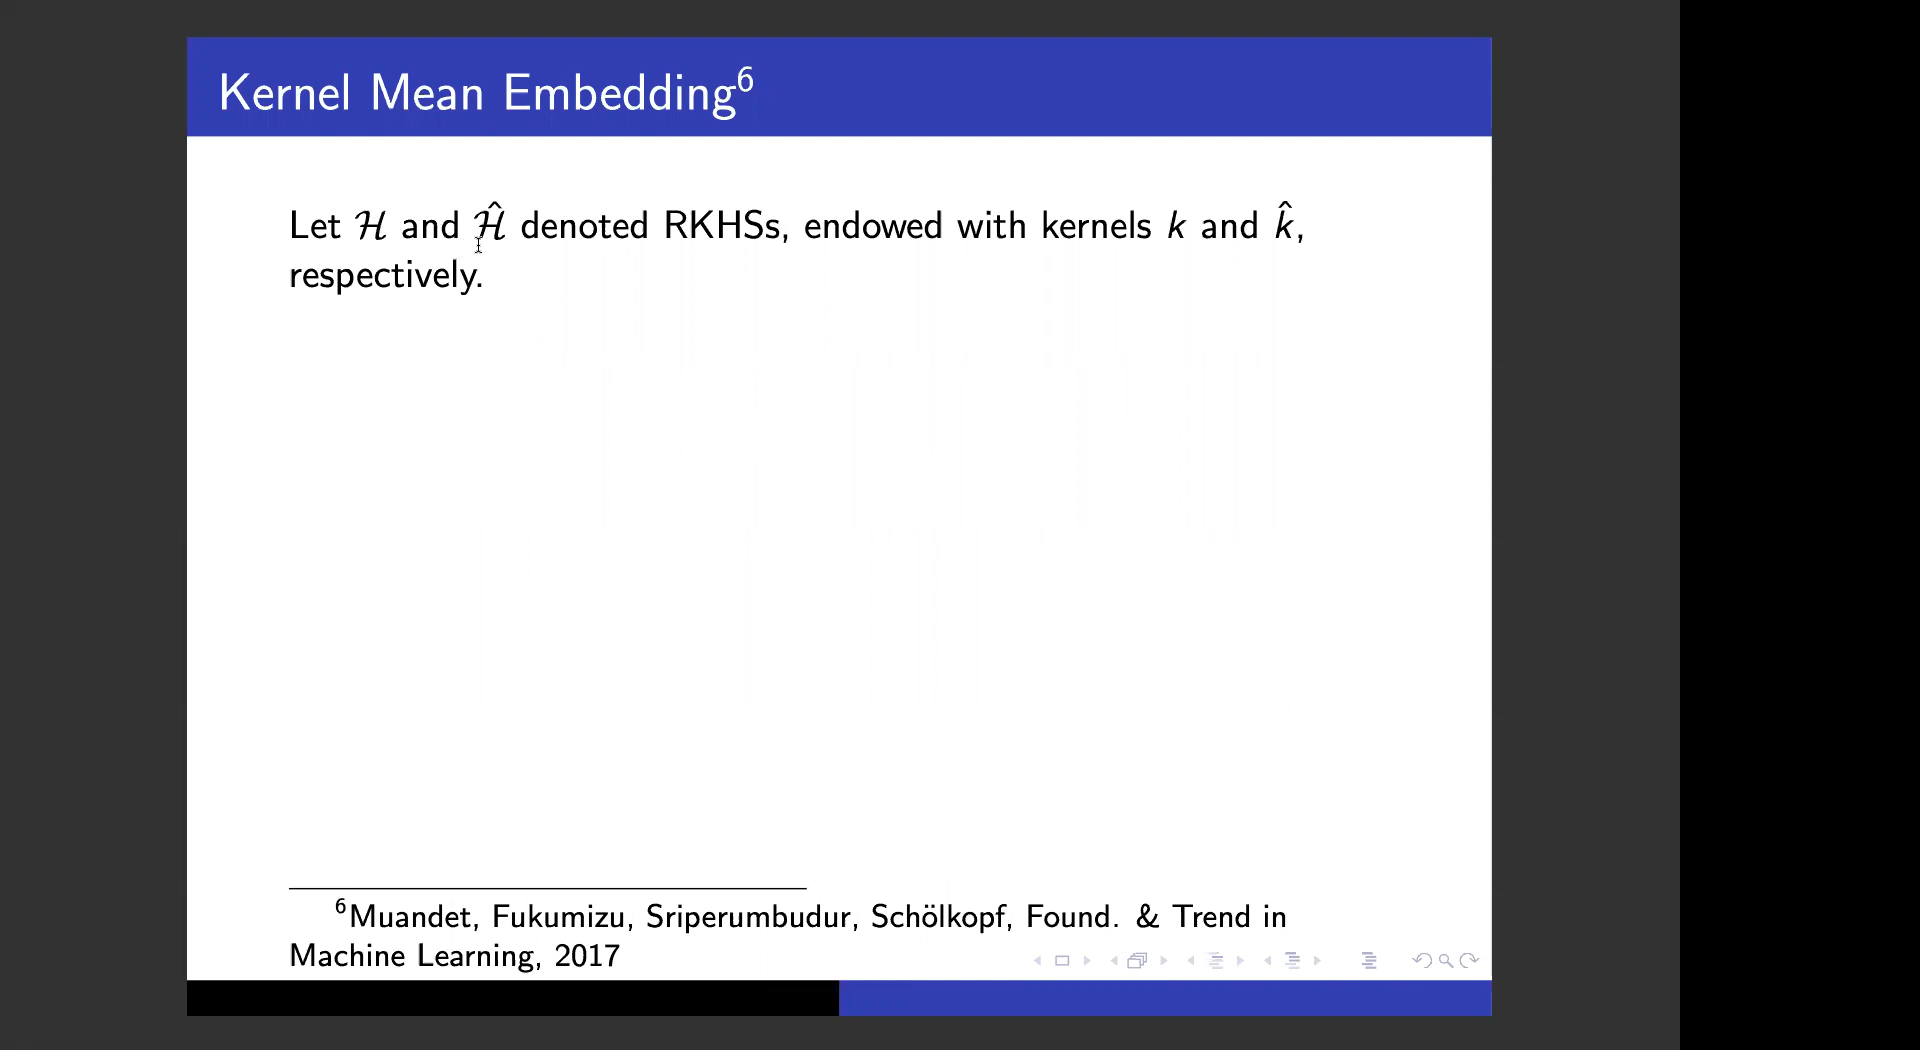 Kernel Mean Embedding⁶
Let ℋ and ℋ̂ denoted RKHSs, endowed with kernels k and k̂,
respectively.
⁶Muandet, Fukumizu, Sriperumbudur, Schölkopf, Found. & Trend in
Machine Learning, 2017